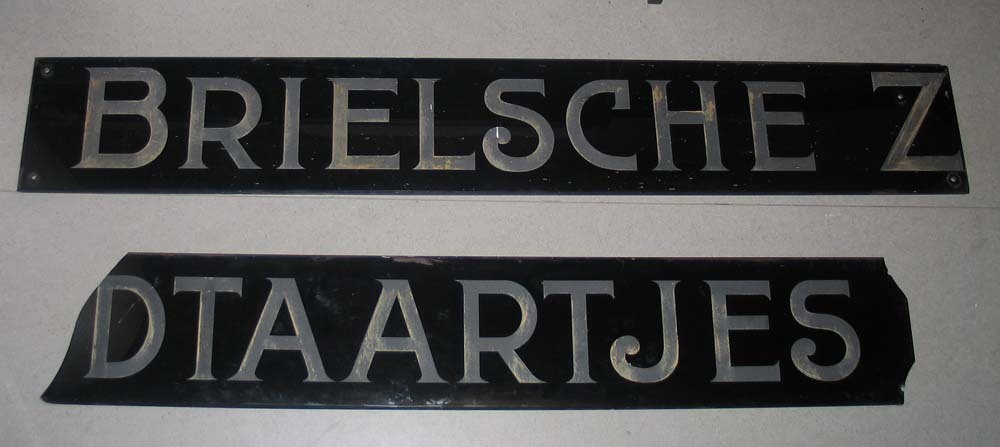 BRIELSCHE Z
DTAARTJES